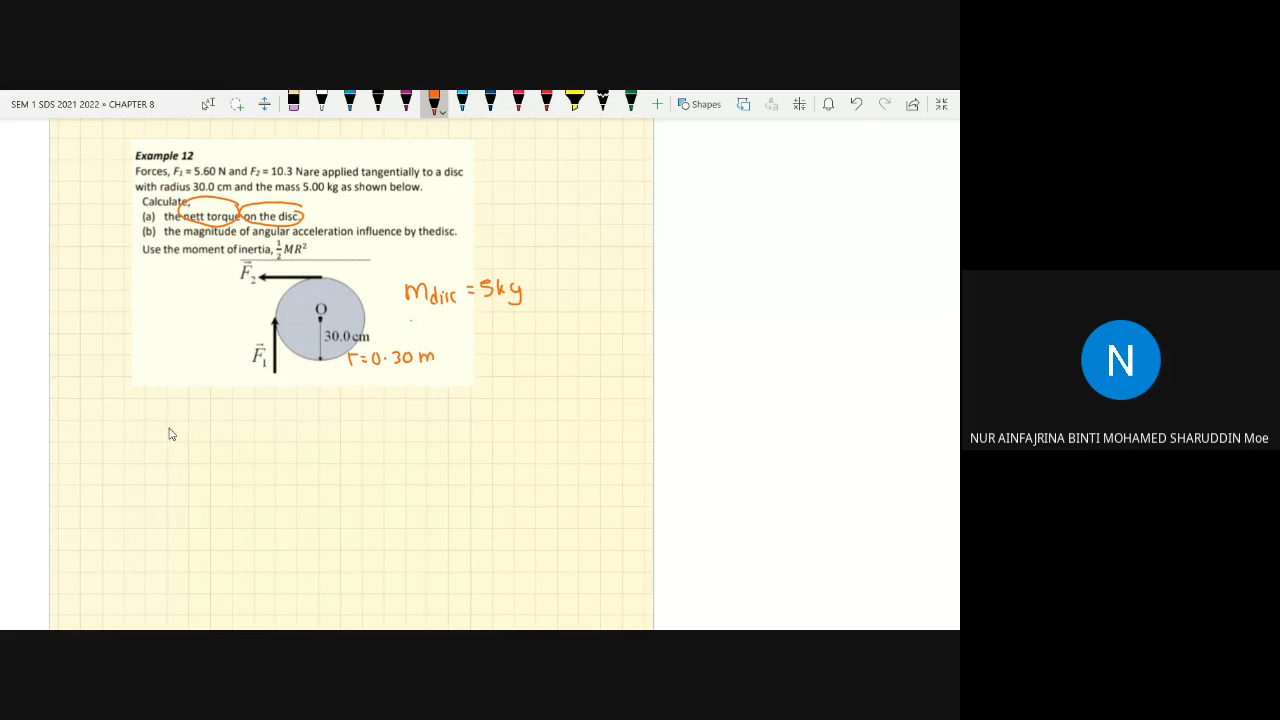 SEM 1 SDS 2021 2022 » CHAPTER 8
Shapes
Example 12
Forces, F₁ = 5.60 N and F₂ = 10.3 Nare applied tangentially to a disc
with radius 30.0 cm and the mass 5.00 kg as shown below.
Calculate,
(a) the nett torque on the disc.
(b) the magnitude of angular acceleration influence by thedisc.
Use the moment of inertia, ½MR²
F⃗₂
m disc = 5kg
O
30.0 cm
F⃗₁
r = 0.30 m
N
NUR AINFAJRINA BINTI MOHAMED SHARUDDIN Moe